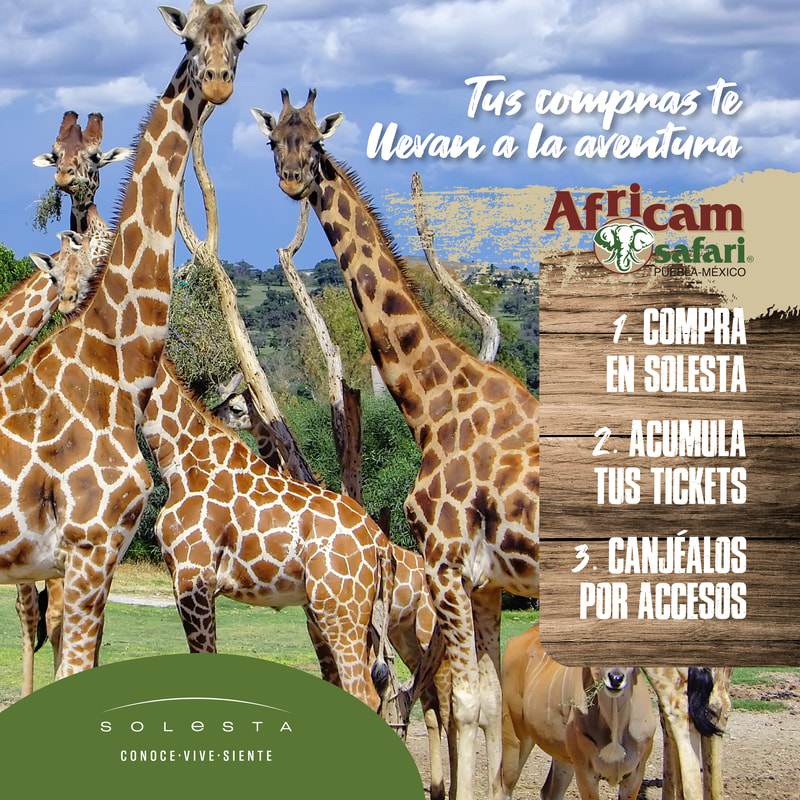 Tus compras te
llevan a la aventura
Africam
safari®
PUEBLA-MÉXICO
1. COMPRA
EN SOLESTA
2. ACUMULA
TUS TICKETS
3. CANJÉALOS
POR ACCESOS
SOLeSTA
CONOCE·VIVE·SIENTE